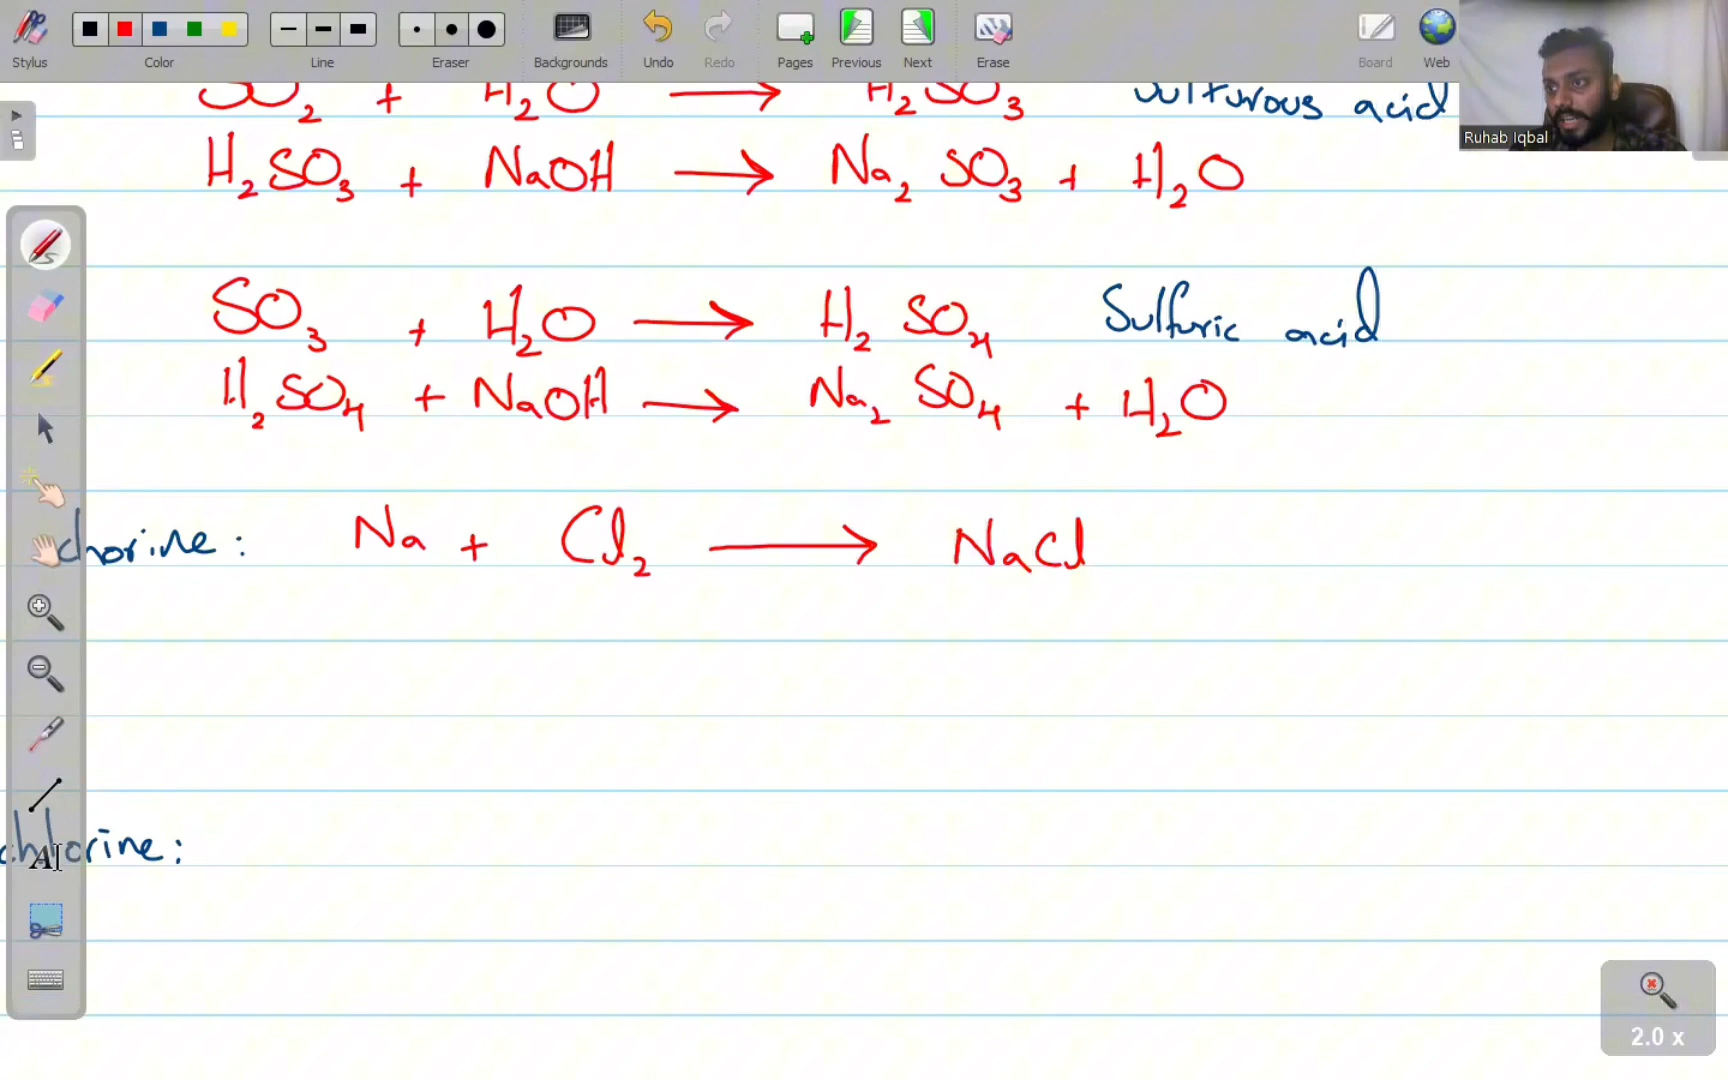 Stylus Color Line Eraser Backgrounds Undo Redo Pages Previous Next Erase Board Web
Ruhab Iqbal
SO₂ + H₂O → H₂SO₃ Sulfurous acid
H₂SO₃ + NaOH → Na₂SO₃ + H₂O
SO₃ + H₂O → H₂SO₄ Sulfuric acid
H₂SO₄ + NaOH → Na₂SO₄ + H₂O
chorine: Na + Cl₂ → NaCl
chlorine:
2.0 x